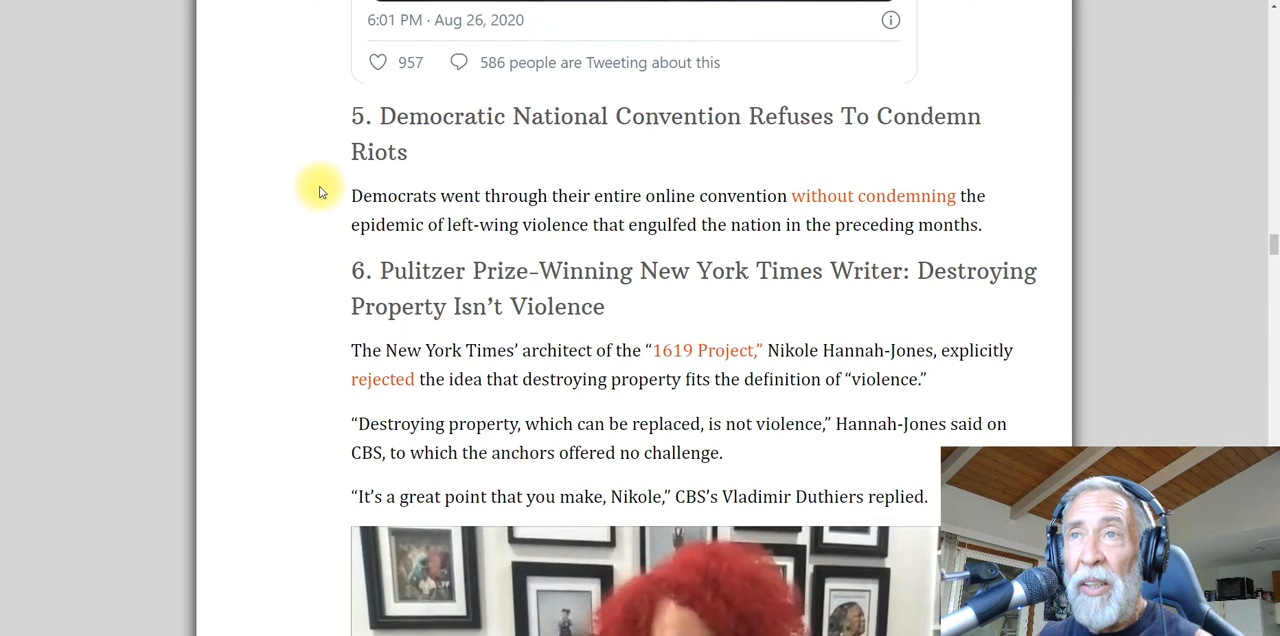 6:01 PM · Aug 26, 2020
957 586 people are Tweeting about this
5. Democratic National Convention Refuses To Condemn
Riots
Democrats went through their entire online convention without condemning the
epidemic of left-wing violence that engulfed the nation in the preceding months.
6. Pulitzer Prize-Winning New York Times Writer: Destroying
Property Isn’t Violence
The New York Times’ architect of the “1619 Project,” Nikole Hannah-Jones, explicitly
rejected the idea that destroying property fits the definition of “violence.”
“Destroying property, which can be replaced, is not violence,” Hannah-Jones said on
CBS, to which the anchors offered no challenge.
“It’s a great point that you make, Nikole,” CBS’s Vladimir Duthiers replied.